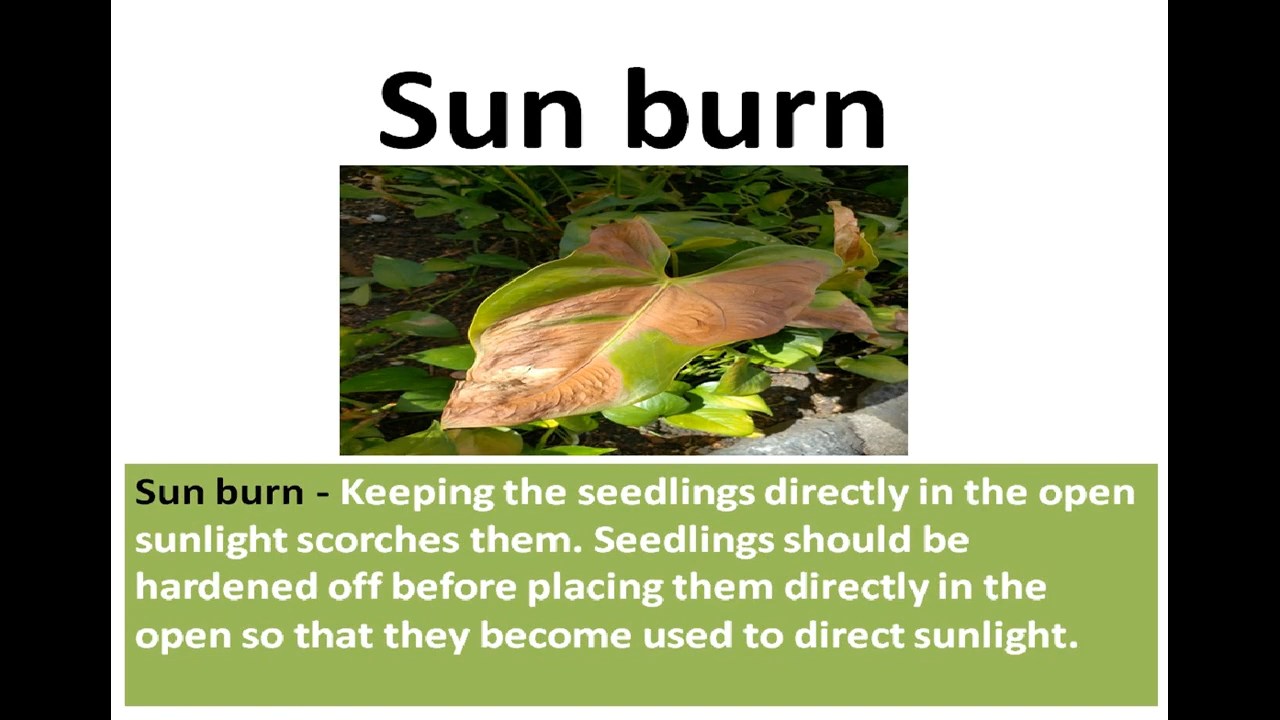 Sun burn
Sun burn - Keeping the seedlings directly in the open
sunlight scorches them. Seedlings should be
hardened off before placing them directly in the
open so that they become used to direct sunlight.